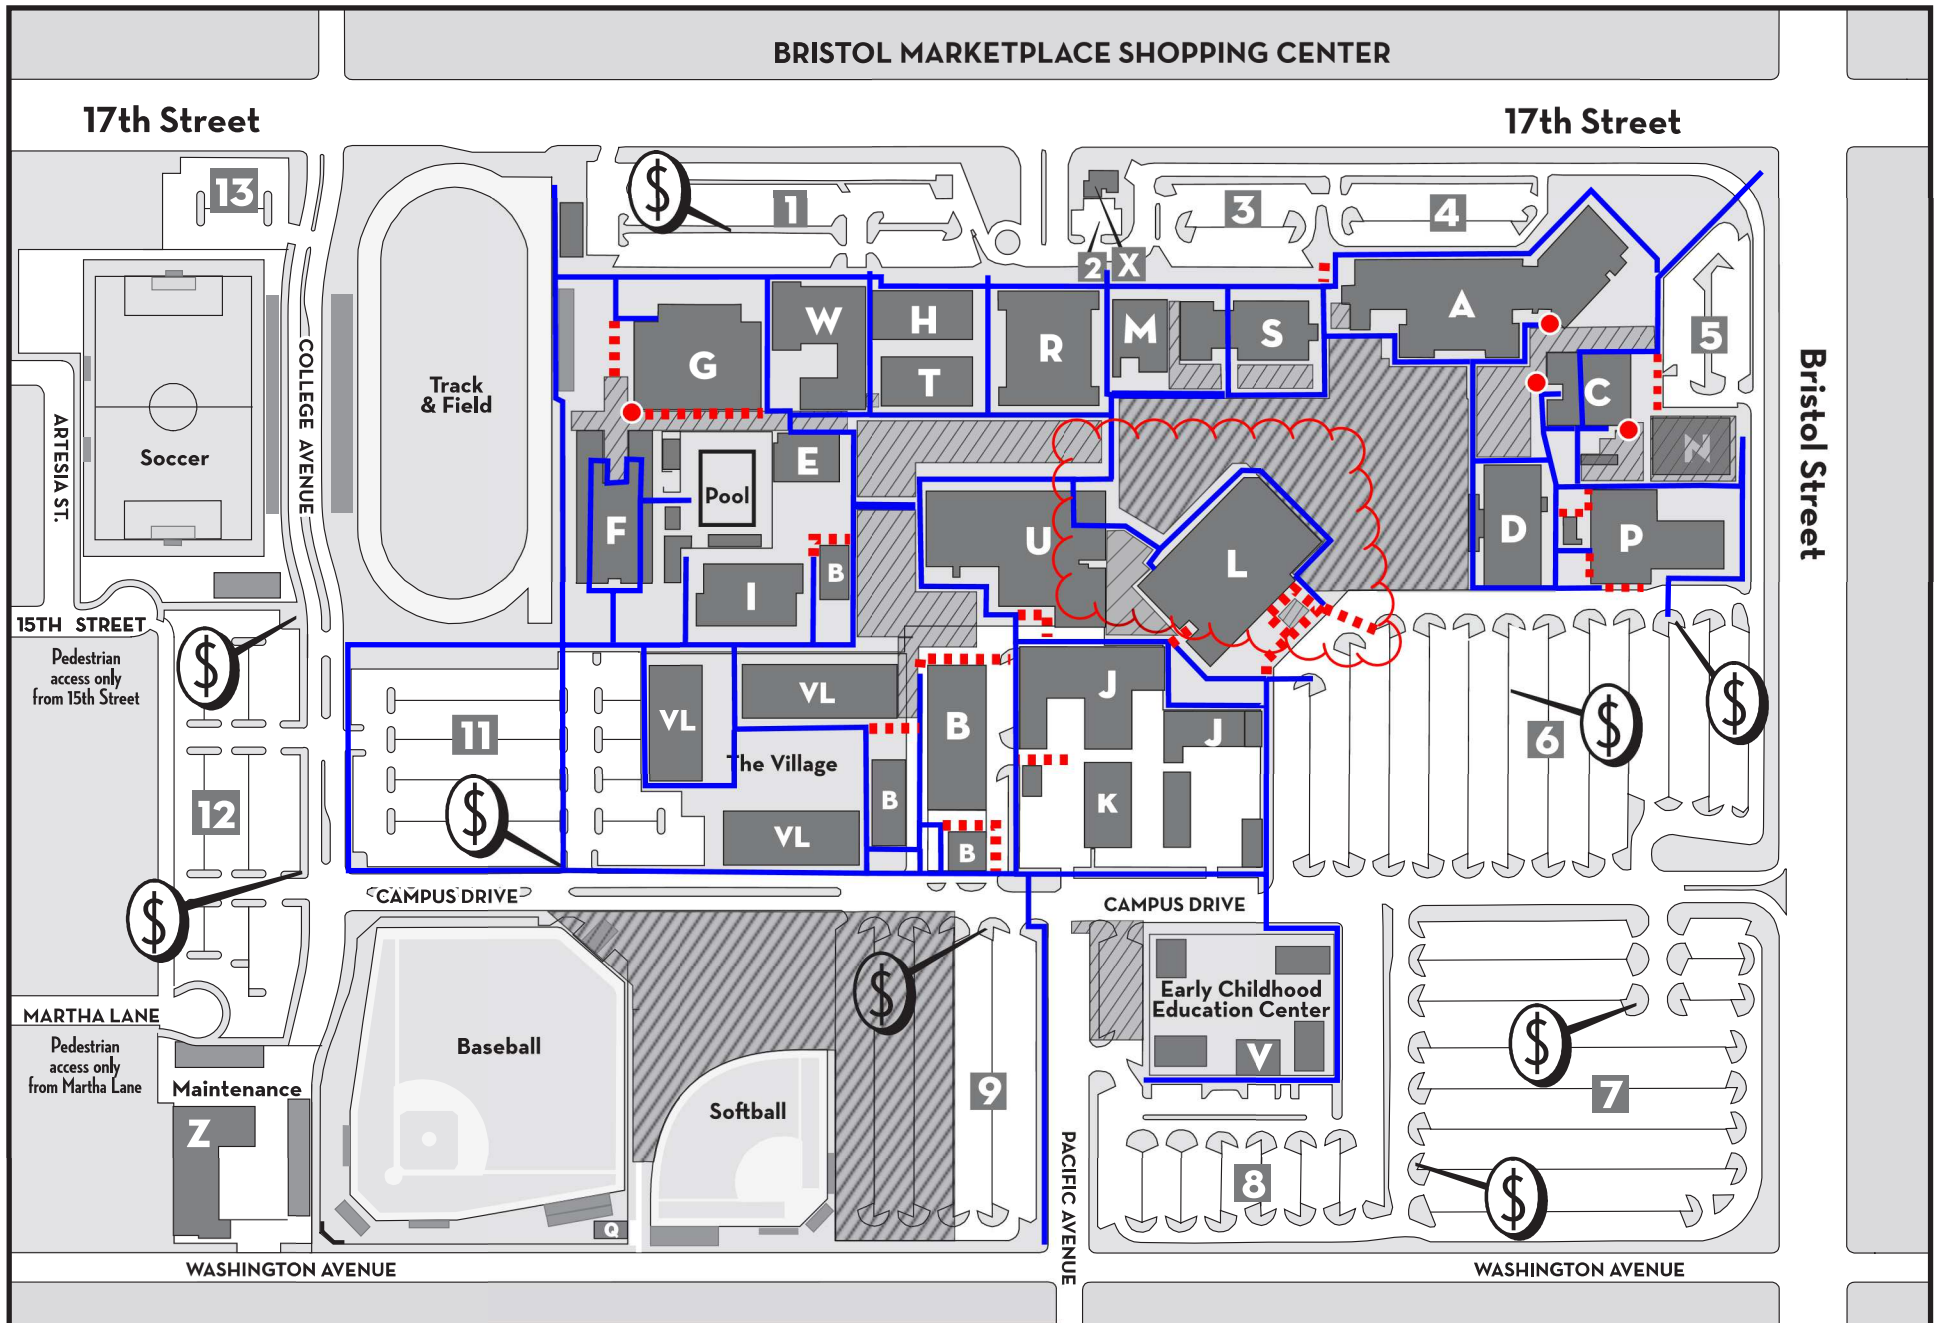 BRISTOL MARKETPLACE SHOPPING CENTER
17th Street
17th Street
13
$
1
3
4
2
X
A
5
W
H
M
S
R
G
T
C
COLLEGE AVENUE
Track
& Field
Bristol Street
ARTESIA ST.
Soccer
E
N
Pool
F
U
D
P
L
B
I
15TH STREET
Pedestrian
access only
from 15th Street
$
J
VL
VL
B
J
$
$
6
11
The Village
12
$
B
K
VL
B
CAMPUS DRIVE
CAMPUS DRIVE
$
$
Early Childhood
Education Center
MARTHA LANE
Pedestrian
access only
from Martha Lane
Baseball
$
V
Maintenance
9
7
Softball
Z
PACIFIC AVENUE
8
$
Q
WASHINGTON AVENUE
WASHINGTON AVENUE